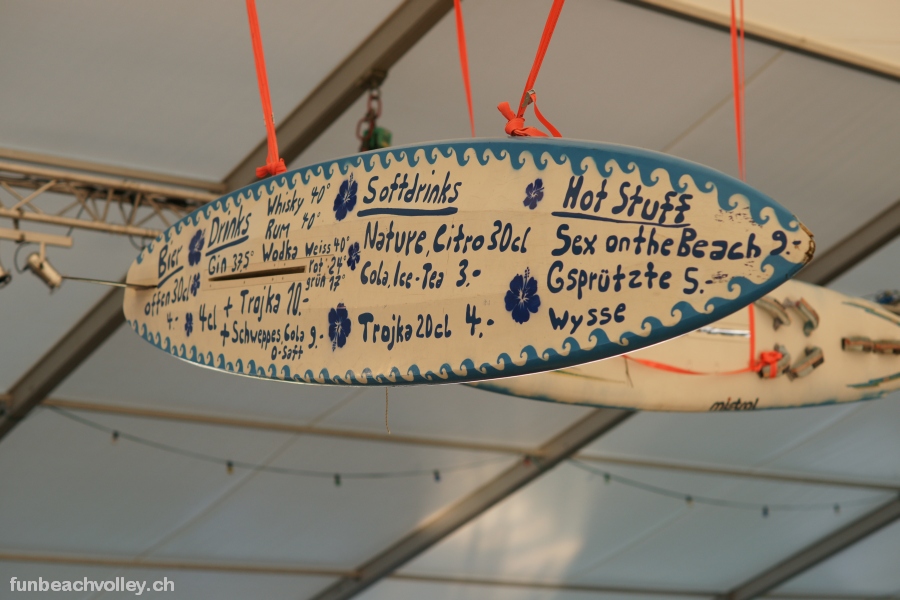 Bier
offen 30cl
4.-
Drinks
Gin 37,5°
Whisky 40°
Rum 40°
Wodka Weiss 40°
rot 24°
grün 17°
4cl + Trojka 10.-
+ Schweppes, Cola 9.-
O-Saft
Softdrinks
Nature, Citro 30cl
Cola, Ice-Tea 3.-
Trojka 20cl 4.-
Hot Stuff
Sex on the Beach 9.-
Gsprützte 5.-
Wysse
mistral
funbeachvolley.ch